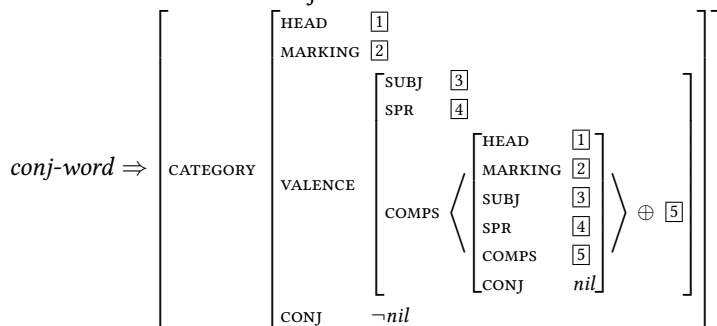 HEAD 1
MARKING 2
SUBJ 3
SPR 4
HEAD 1
MARKING 2
conj-word ⇒ CATEGORY VALENCE COMPS ⟨ SUBJ 3 ⟩ ⊕ 5
SPR 4
COMPS 5
CONJ nil
CONJ ¬nil